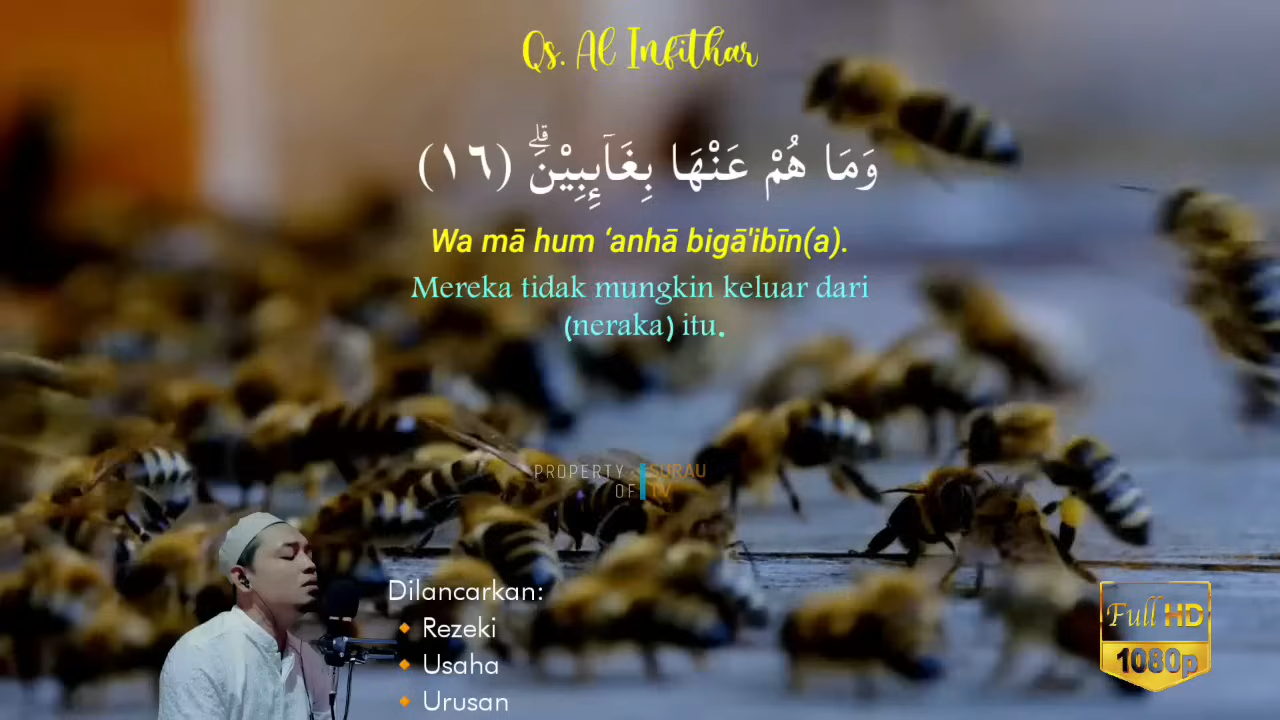 Qs. Al Infithar
وَمَا هُمْ عَنْهَا بِغَاۤىِٕبِيْنَۗ (١٦)
Wa mā hum ‘anhā bigā'ibīn(a).
Mereka tidak mungkin keluar dari
(neraka) itu.
PROPERTY SURAU
OF TV
Dilancarkan:
🔸 Rezeki
🔸 Usaha
🔸 Urusan
Full HD
1080p